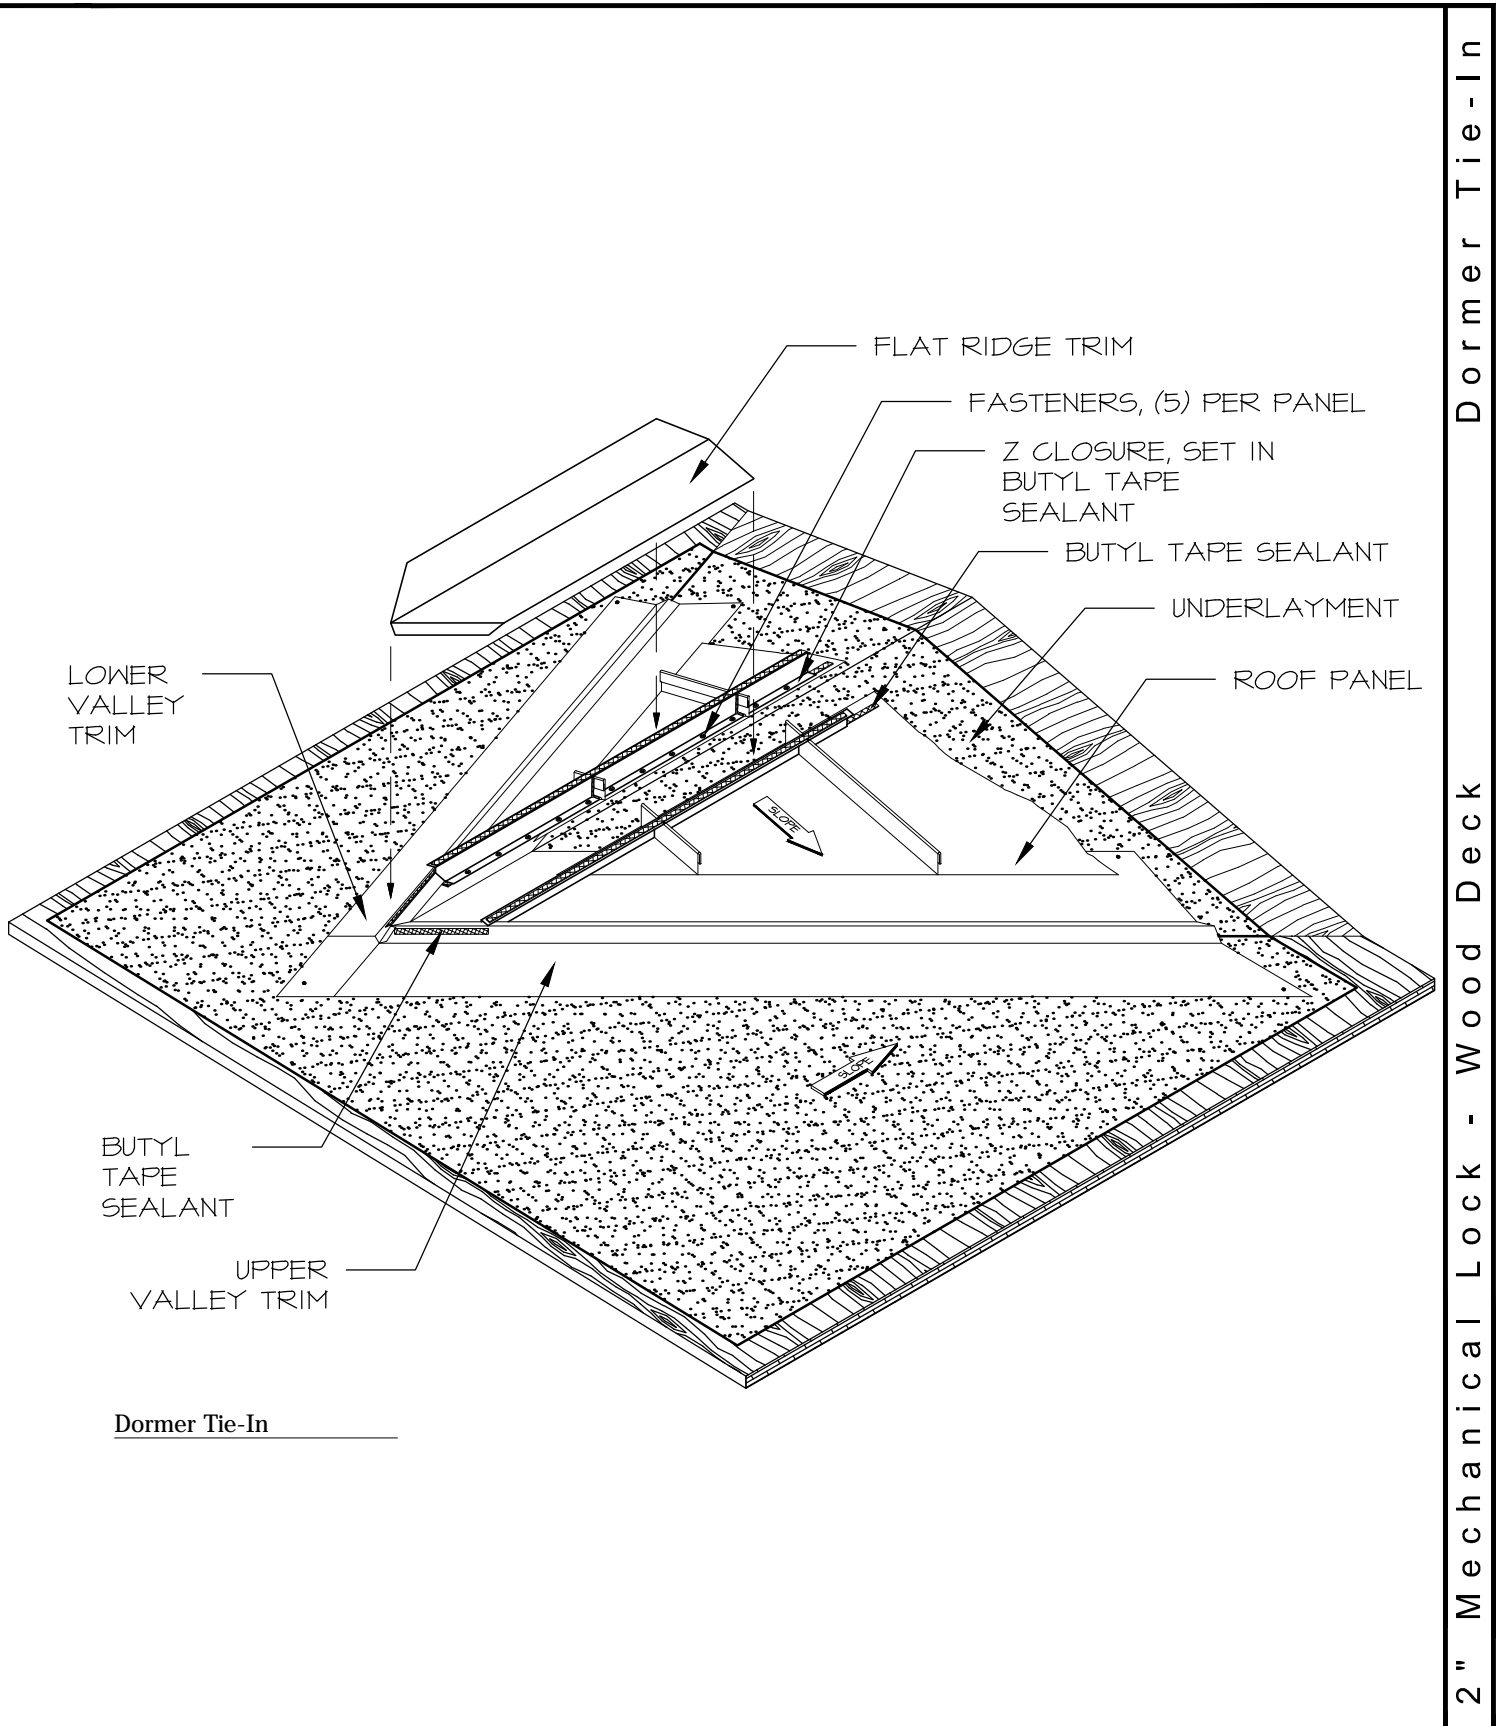 FLAT RIDGE TRIM
FASTENERS, (5) PER PANEL
Z CLOSURE, SET IN
BUTYL TAPE
SEALANT
BUTYL TAPE SEALANT
UNDERLAYMENT
ROOF PANEL
LOWER
VALLEY
TRIM
SLOPE
SLOPE
BUTYL
TAPE
SEALANT
UPPER
VALLEY TRIM
Dormer Tie-In
2" Mechanical Lock - Wood Deck Dormer Tie-In